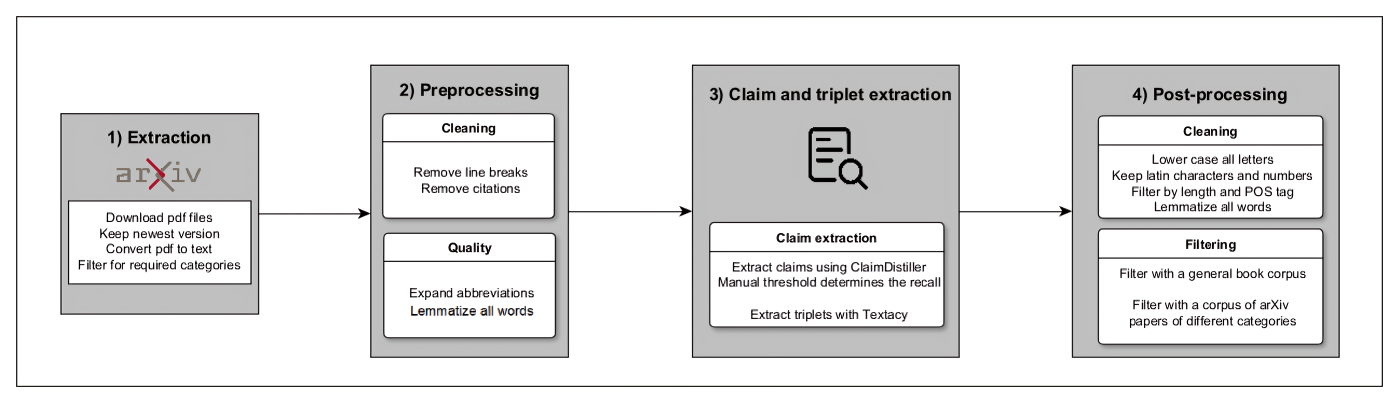 1) Extraction
arXiv
Download pdf files
Keep newest version
Convert pdf to text
Filter for required categories
2) Preprocessing
Cleaning
Remove line breaks
Remove citations
Quality
Expand abbreviations
Lemmatize all words
3) Claim and triplet extraction
Claim extraction
Extract claims using ClaimDistiller
Manual threshold determines the recall
Extract triplets with Textacy
4) Post-processing
Cleaning
Lower case all letters
Keep latin characters and numbers
Filter by length and POS tag
Lemmatize all words
Filtering
Filter with a general book corpus
Filter with a corpus of arXiv
papers of different categories